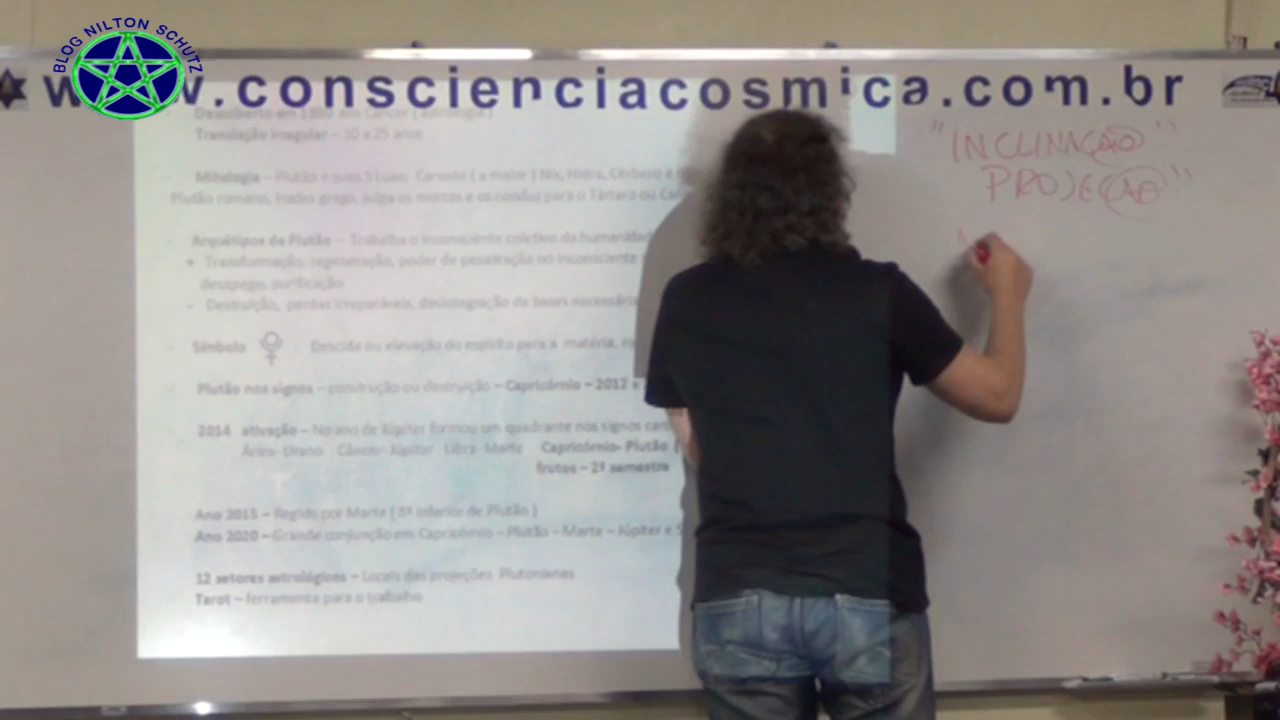 BLOG NILTON SCHUTZ
www.conscienciacosmica.com.br
Descoberto em 1930 em Câncer ( astrologia )
Translação irregular – 10 a 25 anos
Mitologia – Plutão e suas 5 Luas: Caronte ( a maior ) Nix, Hidra, Cérbero e
Plutão romano, Hades grego, julga os mortos e os conduz para o Tártaro ou
Arquétipos de Plutão – Trabalha o inconsciente coletivo da humanidade
+ Transformação, regeneração, poder de penetração no inconsciente
desapego, purificação
- Destruição, perdas irreparáveis, desintegração de bases necessárias
Símbolo Descida ou elevação do espírito para a matéria,
Plutão nos signos – construção ou destruição – Capricórnio – 2012 e
2014 ativação – No ano de Júpiter formou um quadrante nos signos
Áries- Urano Câncer- Júpiter Libra- Marte Capricórnio- Plutão (
frutos – 2º semestre
Ano 2015 – Regido por Marte ( 8ª inferior de Plutão )
Ano 2020 – Grande conjunção em Capricórnio – Plutão – Marte – Júpiter e
12 setores astrológicos – Locais das projeções Plutonianas
Tarot – ferramenta para o trabalho
"INCLINAÇÃO"
PROJEÇÃO"